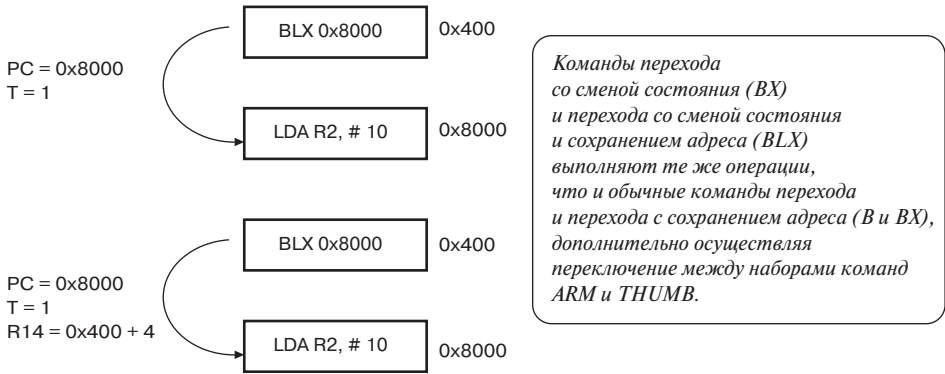 BLX 0x8000
0x400
PC = 0x8000
T = 1
LDA R2, # 10
0x8000
BLX 0x8000
0x400
PC = 0x8000
T = 1
R14 = 0x400 + 4
LDA R2, # 10
0x8000
Команды перехода
со сменой состояния (BX)
и перехода со сменой состояния
и сохранением адреса (BLX)
выполняют те же операции,
что и обычные команды перехода
и перехода с сохранением адреса (B и BX),
дополнительно осуществляя
переключение между наборами команд
ARM и THUMB.